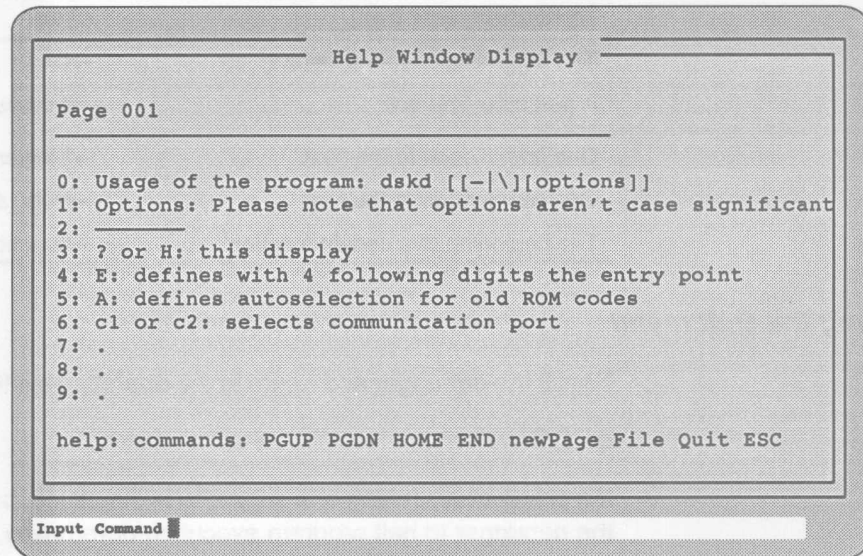 Help Window Display
Page 001
0: Usage of the program: dskd [[—|\][options]]
1: Options: Please note that options aren't case significant
2: ————
3: ? or H: this display
4: E: defines with 4 following digits the entry point
5: A: defines autoselection for old ROM codes
6: c1 or c2: selects communication port
7: .
8: .
9: .
help: commands: PGUP PGDN HOME END newPage File Quit ESC
Input Command